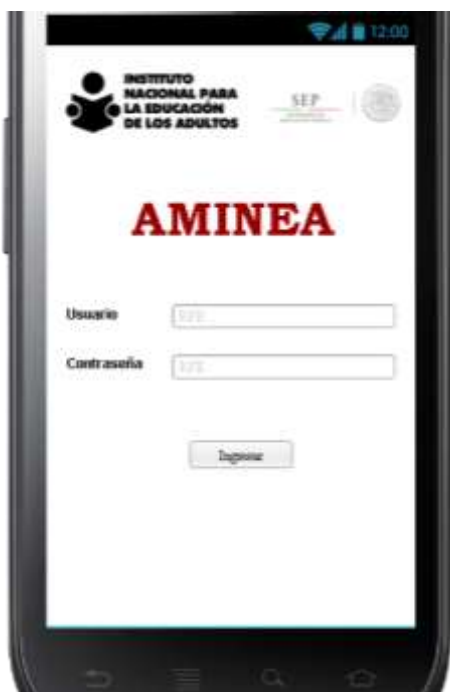 12:00
INSTITUTO
NACIONAL PARA
LA EDUCACIÓN
DE LOS ADULTOS
SEP
AMINEA
Usuario
Contraseña
Ingresar